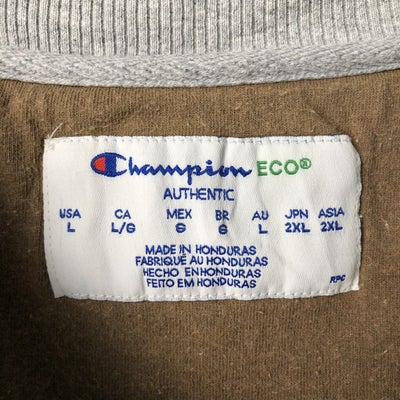 Champion ECO®
AUTHENTIC
USA CA MEX BR AU JPN ASIA
L L/G G G L 2XL 2XL
MADE IN HONDURAS
FABRIQUÉ AU HONDURAS
HECHO EN HONDURAS
FEITO EM HONDURAS
RPC